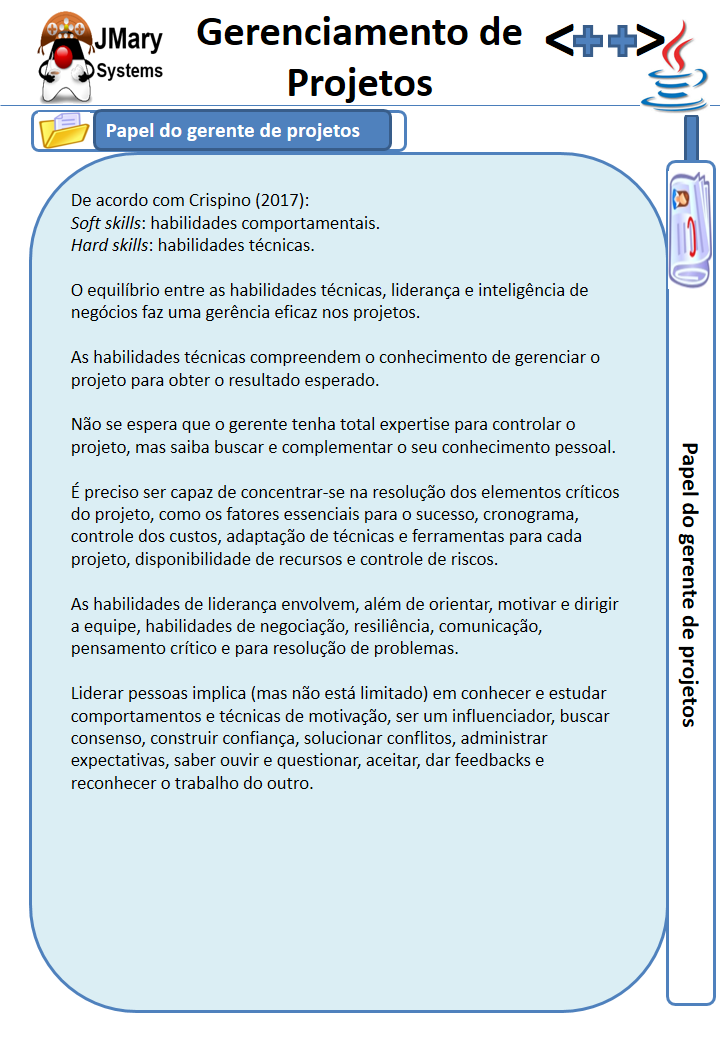 JMary
Systems
Gerenciamento de
Projetos
<++>
Papel do gerente de projetos
De acordo com Crispino (2017):
Soft skills: habilidades comportamentais.
Hard skills: habilidades técnicas.
O equilíbrio entre as habilidades técnicas, liderança e inteligência de
negócios faz uma gerência eficaz nos projetos.
As habilidades técnicas compreendem o conhecimento de gerenciar o
projeto para obter o resultado esperado.
Não se espera que o gerente tenha total expertise para controlar o
projeto, mas saiba buscar e complementar o seu conhecimento pessoal.
É preciso ser capaz de concentrar-se na resolução dos elementos críticos
do projeto, como os fatores essenciais para o sucesso, cronograma,
controle dos custos, adaptação de técnicas e ferramentas para cada
projeto, disponibilidade de recursos e controle de riscos.
As habilidades de liderança envolvem, além de orientar, motivar e dirigir
a equipe, habilidades de negociação, resiliência, comunicação,
pensamento crítico e para resolução de problemas.
Liderar pessoas implica (mas não está limitado) em conhecer e estudar
comportamentos e técnicas de motivação, ser um influenciador, buscar
consenso, construir confiança, solucionar conflitos, administrar
expectativas, saber ouvir e questionar, aceitar, dar feedbacks e
reconhecer o trabalho do outro.
Papel do gerente de projetos